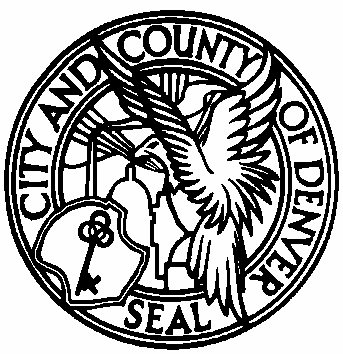 CITY AND COUNTY OF DENVER
SEAL